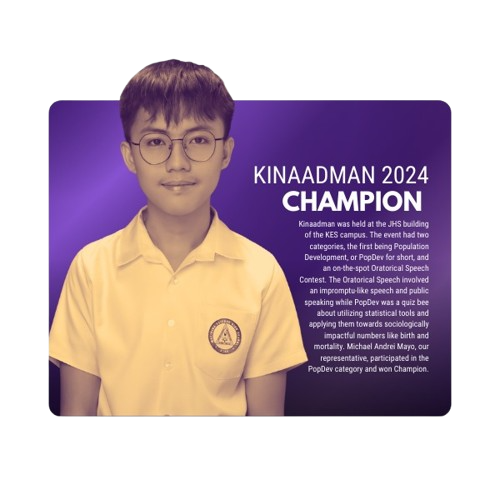 KINAADMAN 2024
CHAMPION
Kinaadman was held at the JHS building
of the KES campus. The event had two
categories, the first being Population
Development, or PopDev for short, and
an on-the-spot Oratorical Speech
Contest. The Oratorical Speech involved
an impromptu-like speech and public
speaking while PopDev was a quiz bee
about utilizing statistical tools and
applying them towards sociologically
impactful numbers like birth and
mortality. Michael Andrei Mayo, our
representative, participated in the
PopDev category and won Champion.